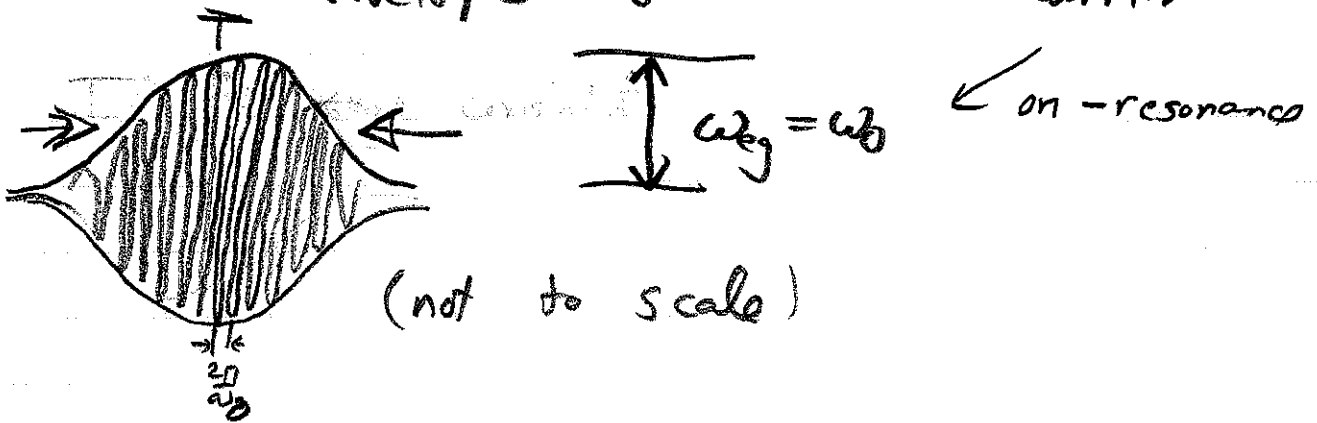 T
ω_eg = ω_0
on-resonance
(not to scale)
2π/ω_0